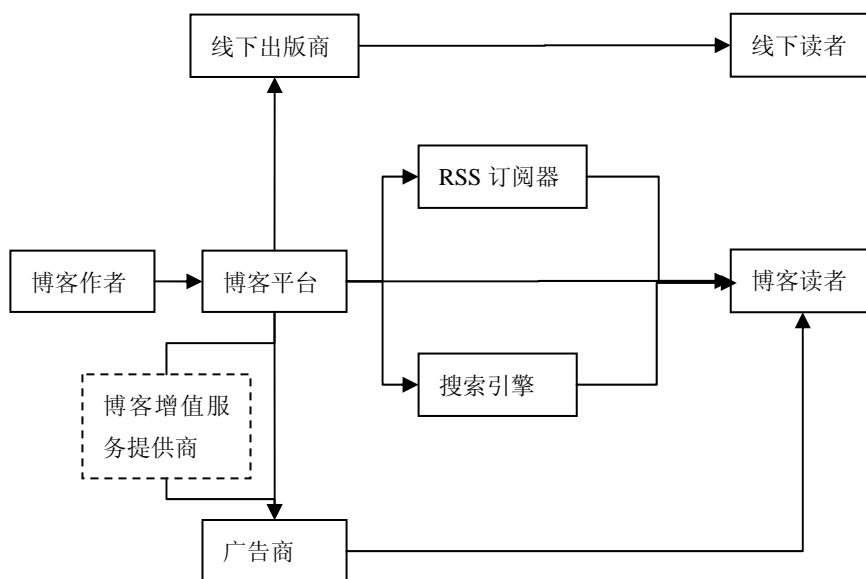 线下出版商
线下读者
RSS 订阅器
博客作者
博客平台
博客读者
搜索引擎
博客增值服
务提供商
广告商